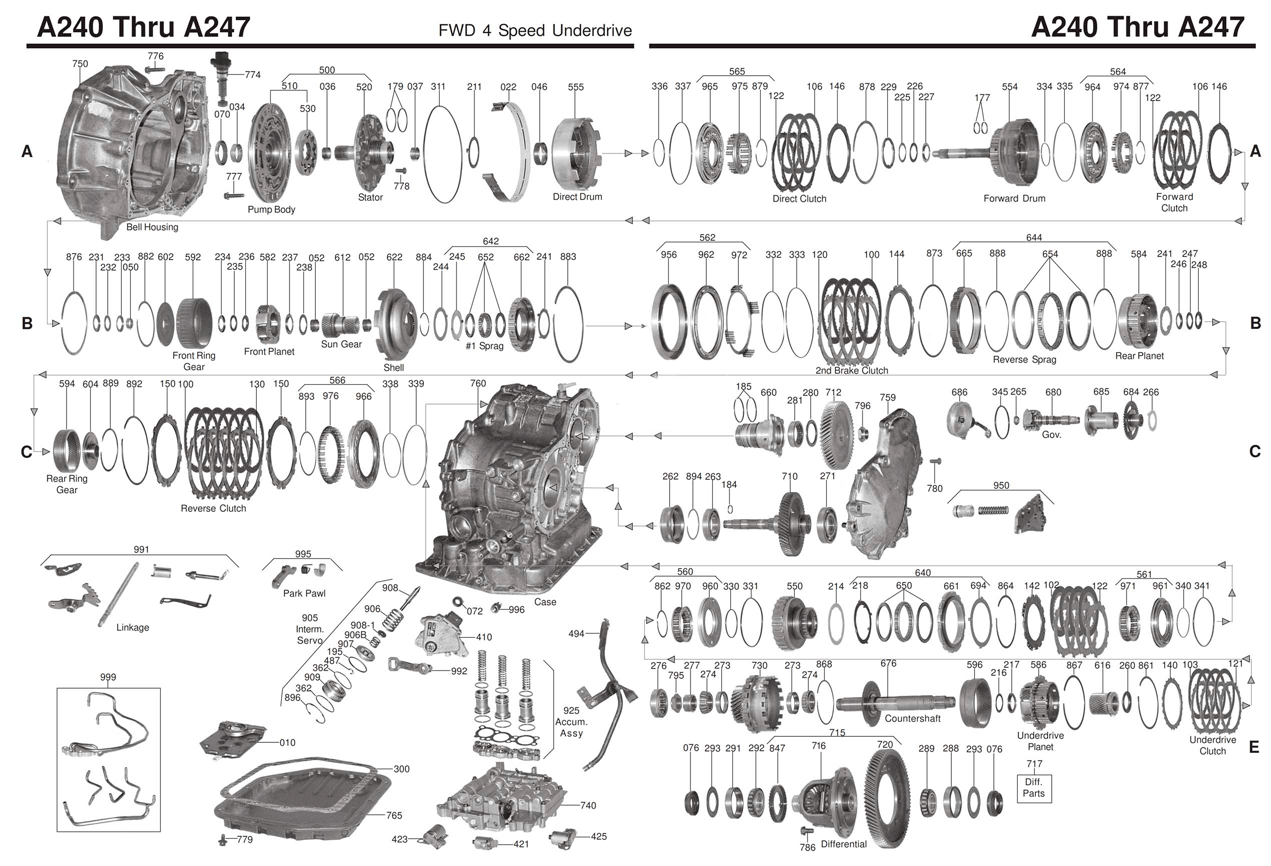 A240 Thru A247
FWD 4 Speed Underdrive
A240 Thru A247
750 776 774 070 034 500 510 530 036 520 179 037 311 211 022 046 555
777 778
Bell Housing Pump Body Stator Direct Drum
A
336 337 565 965 975 879 122 106 146 878 229 225 226 227 177 554 334 335 564 964 974 877 122 106 146
Direct Clutch Forward Drum Forward
Clutch
A
876 231 232 233 050 882 602 592 234 235 236 582 237 238 052 612 052 622 884 244 245 642 652 662 241 883
B
Front Ring
Gear
Front Planet
Sun Gear
Shell
#1 Sprag
562 956 962 972 332 333 120 100 144 873 665 888 644 654 888 584 241 246 247 248
2nd Brake Clutch
Reverse Sprag
Rear Planet
B
594 604 889 892 150 100 130 150 566 893 976 966 338 339 760
C
Rear Ring
Gear
Reverse Clutch
Case
185 660 281 280 712 796 759 686 345 265 680 685 684 266
Gov.
C
780
950
262 894 263 184 710 271
991
Linkage
995
Park Pawl
905
Interm.
Servo
908
906
908-1
906B
907
195
487
362
909
362
896
072
996
410
992
494
925
Accum.
Assy
560 862 970 960 330 331 550 214 218 640 650 661 694 864 142 102 122 561 971 961 340 341
276 795 277 274 273 730 273 274 868 676 596 216 217 586 867 616 260 861 140 103 121
Countershaft
Underdrive
Planet
Underdrive
Clutch
E
999
010
300
765
779
740
423
421
425
076 293 291 292 847 715 716 720 289 288 293 076
717
Diff.
Parts
786
Differential